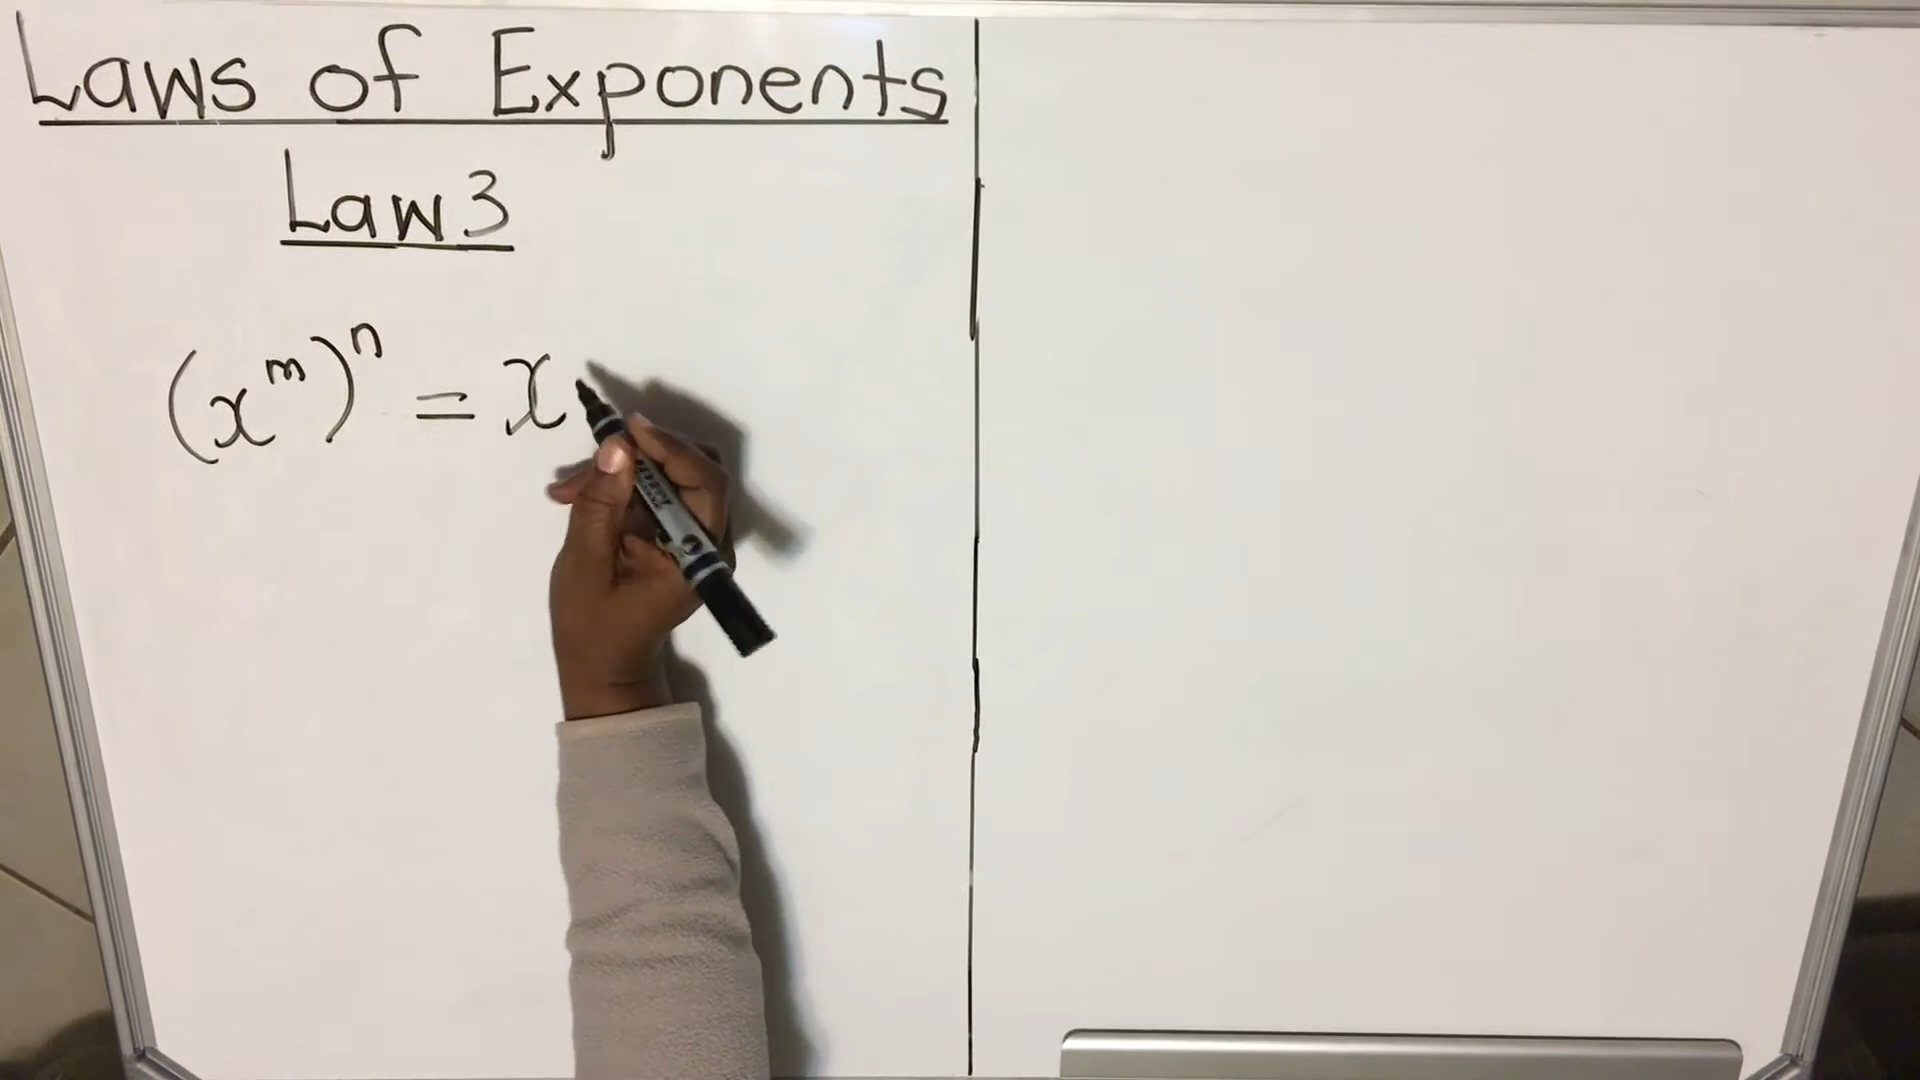 Laws of Exponents
Law 3
(x^m)^n = x